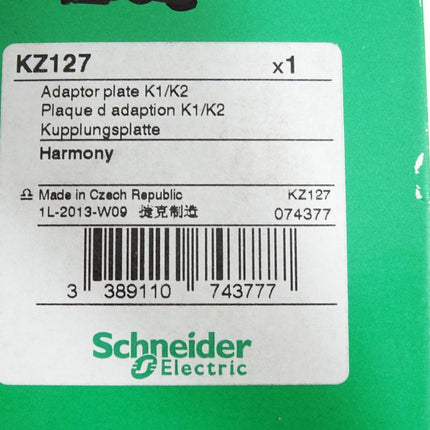 KZ127 x1
Adaptor plate K1/K2
Plaque d adaption K1/K2
Kupplungsplatte
Harmony
Made in Czech Republic KZ127
1L-2013-W09 捷克制造 074377
3 389110 743777
Schneider
Electric